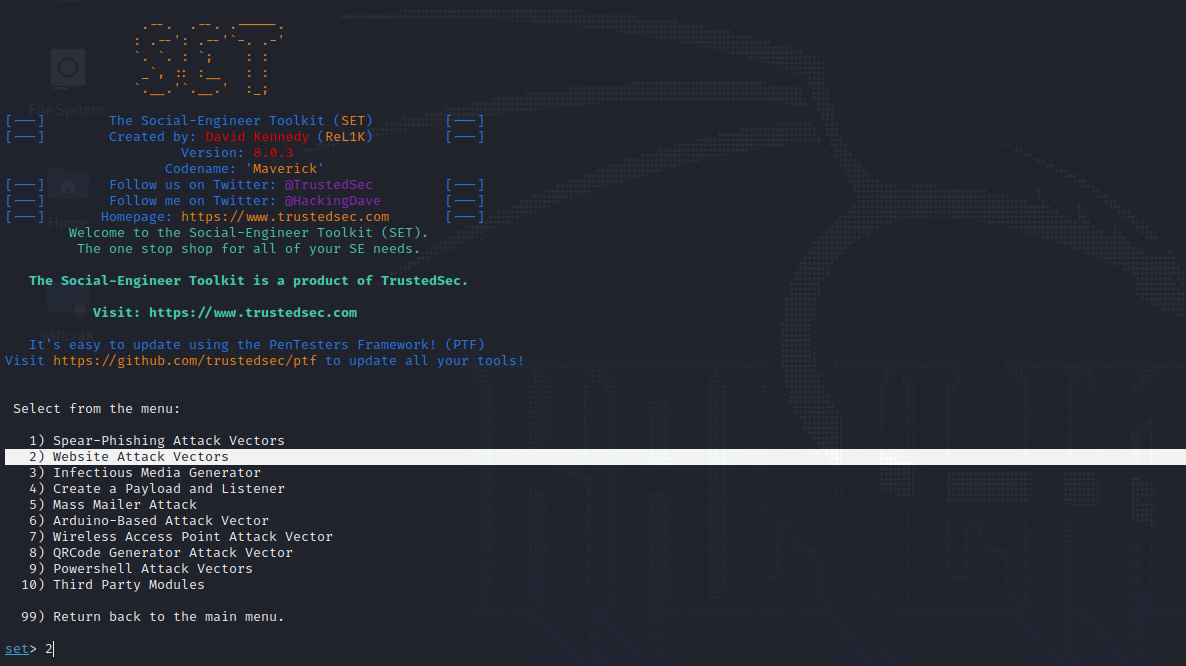 [---] The Social-Engineer Toolkit (SET) [---]
[---] Created by: David Kennedy (ReL1K) [---]
Version: 8.0.3
Codename: 'Maverick'
[---] Follow us on Twitter: @TrustedSec [---]
[---] Follow me on Twitter: @HackingDave [---]
[---] Homepage: https://www.trustedsec.com [---]
Welcome to the Social-Engineer Toolkit (SET).
The one stop shop for all of your SE needs.
The Social-Engineer Toolkit is a product of TrustedSec.
Visit: https://www.trustedsec.com
It's easy to update using the PenTesters Framework! (PTF)
Visit https://github.com/trustedsec/ptf to update all your tools!
Select from the menu:
1) Spear-Phishing Attack Vectors
2) Website Attack Vectors
3) Infectious Media Generator
4) Create a Payload and Listener
5) Mass Mailer Attack
6) Arduino-Based Attack Vector
7) Wireless Access Point Attack Vector
8) QRCode Generator Attack Vector
9) Powershell Attack Vectors
10) Third Party Modules
99) Return back to the main menu.
set> 2
File System
Home